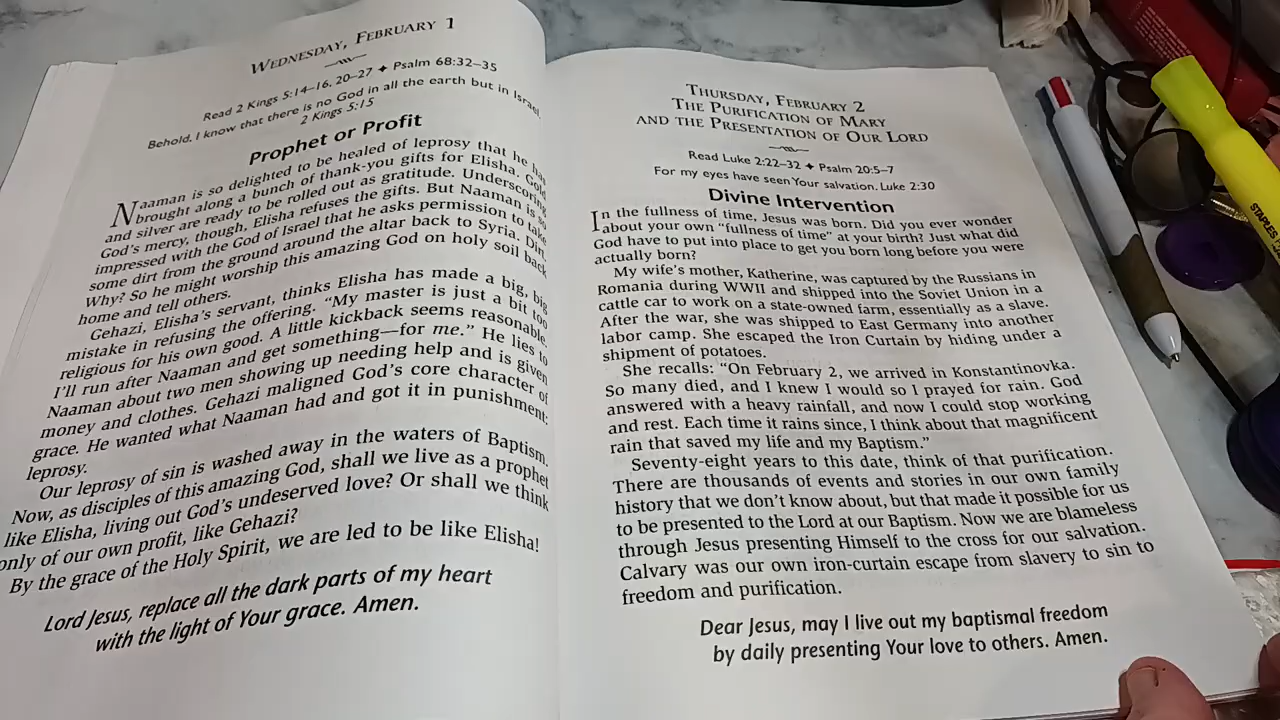 WEDNESDAY, FEBRUARY 1
Read 2 Kings 5:14–16, 20–27 ✦ Psalm 68:32–35
Behold, I know that there is no God in all the earth but in Israel.
2 Kings 5:15
Prophet or Profit
Naaman is so delighted to be healed of leprosy that he has
brought along a bunch of thank-you gifts for Elisha. Gold
and silver are ready to be rolled out as gratitude. Underscoring
God's mercy, though, Elisha refuses the gifts. But Naaman is so
impressed with the God of Israel that he asks permission to take
some dirt from the ground around the altar back to Syria. Dirt.
Why? So he might worship this amazing God on holy soil back
home and tell others.
Gehazi, Elisha's servant, thinks Elisha has made a big, big
mistake in refusing the offering. "My master is just a bit too
religious for his own good. A little kickback seems reasonable.
I'll run after Naaman and get something—for me." He lies to
Naaman about two men showing up needing help and is given
money and clothes. Gehazi maligned God's core character of
grace. He wanted what Naaman had and got it in punishment:
leprosy.
Our leprosy of sin is washed away in the waters of Baptism.
Now, as disciples of this amazing God, shall we live as a prophet
like Elisha, living out God's undeserved love? Or shall we think
only of our own profit, like Gehazi?
By the grace of the Holy Spirit, we are led to be like Elisha!
Lord Jesus, replace all the dark parts of my heart
with the light of Your grace. Amen.
THURSDAY, FEBRUARY 2
THE PURIFICATION OF MARY
AND THE PRESENTATION OF OUR LORD
Read Luke 2:22–32 ✦ Psalm 20:5–7
For my eyes have seen Your salvation. Luke 2:30
Divine Intervention
In the fullness of time, Jesus was born. Did you ever wonder
about your own "fullness of time" at your birth? Just what did
God have to put into place to get you born long before you were
actually born?
My wife's mother, Katherine, was captured by the Russians in
Romania during WWII and shipped into the Soviet Union in a
cattle car to work on a state-owned farm, essentially as a slave.
After the war, she was shipped to East Germany into another
labor camp. She escaped the Iron Curtain by hiding under a
shipment of potatoes.
She recalls: "On February 2, we arrived in Konstantinovka.
So many died, and I knew I would so I prayed for rain. God
answered with a heavy rainfall, and now I could stop working
and rest. Each time it rains since, I think about that magnificent
rain that saved my life and my Baptism."
Seventy-eight years to this date, think of that purification.
There are thousands of events and stories in our own family
history that we don't know about, but that made it possible for us
to be presented to the Lord at our Baptism. Now we are blameless
through Jesus presenting Himself to the cross for our salvation.
Calvary was our own iron-curtain escape from slavery to sin to
freedom and purification.
Dear Jesus, may I live out my baptismal freedom
by daily presenting Your love to others. Amen.
STAPLES